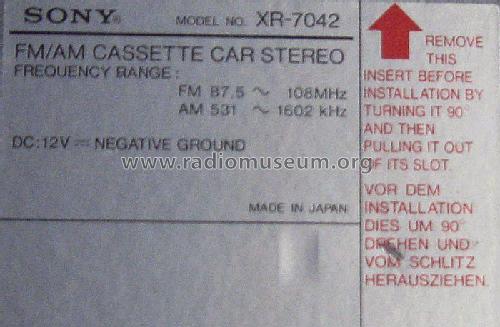 SONY® MODEL NO. XR-7042
FM/AM CASSETTE CAR STEREO
FREQUENCY RANGE :
FM 87.5 ~ 108MHz
AM 531 ~ 1602 kHz
DC:12V ⎓ NEGATIVE GROUND
www.radiomuseum.org
MADE IN JAPAN
REMOVE
THIS
INSERT BEFORE
INSTALLATION BY
TURNING IT 90°
AND THEN
PULLING IT OUT
OF ITS SLOT.
VOR DEM
INSTALLATION
DIES UM 90°
DREHEN UND
VOM SCHLITZ
HERAUSZIEHEN.